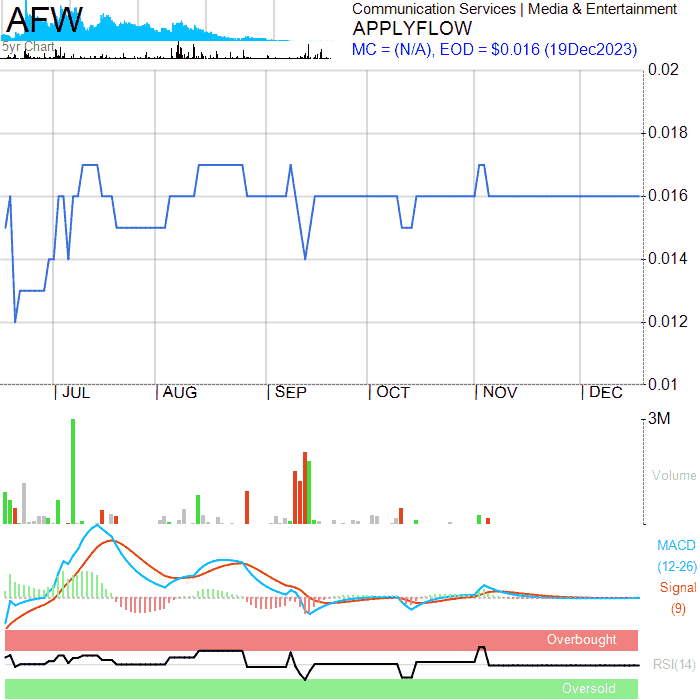 AFW
5yr Chart
Communication Services | Media & Entertainment
APPLYFLOW
MC = (N/A), EOD = $0.016 (19Dec2023)
0.02
0.018
0.016
0.014
0.012
0.01
JUL AUG SEP OCT NOV DEC
3M
Volume
MACD
(12-26)
Signal
(9)
Overbought
RSI(14)
Oversold